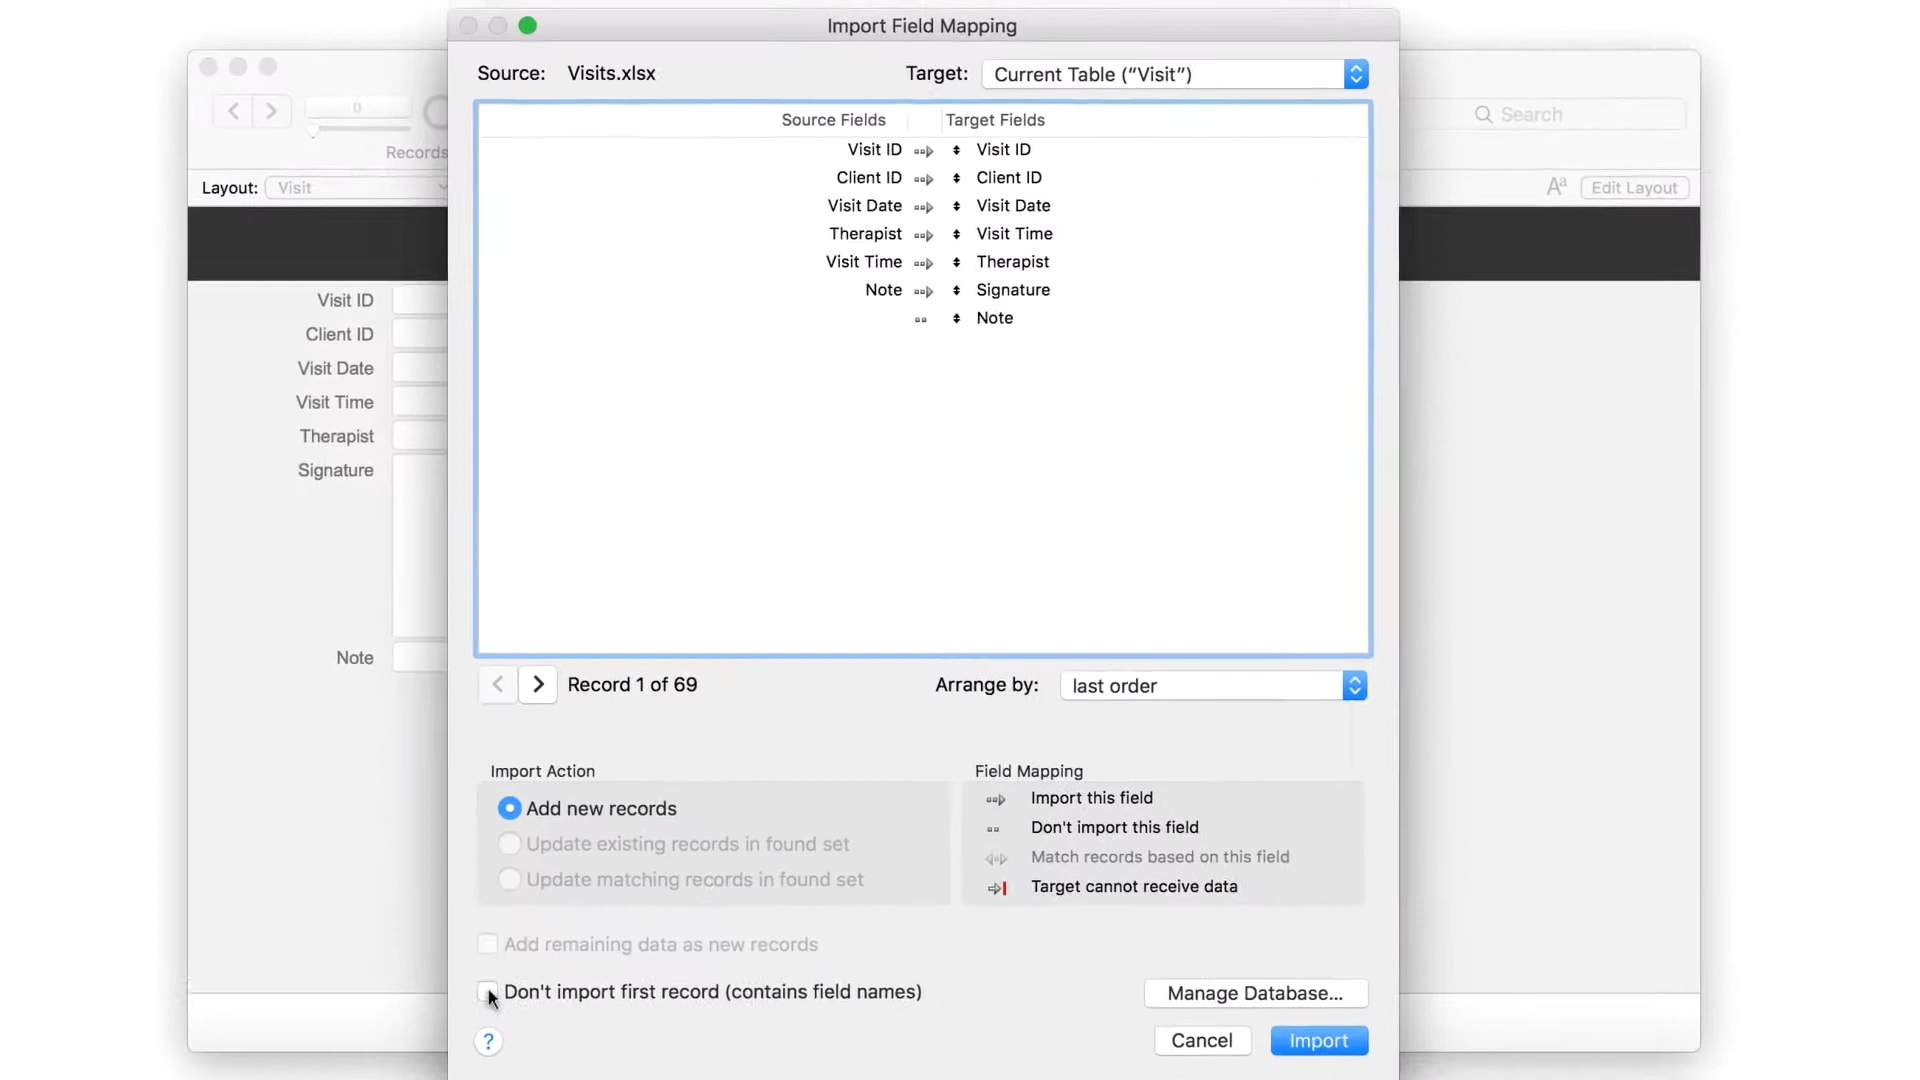 Import Field Mapping
Source: Visits.xlsx
Target: Current Table (“Visit”)
Source Fields Target Fields
Visit ID Visit ID
Client ID Client ID
Visit Date Visit Date
Therapist Visit Time
Visit Time Therapist
Note Signature
Note
Record 1 of 69
Arrange by: last order
Import Action
Add new records
Update existing records in found set
Update matching records in found set
Field Mapping
Import this field
Don't import this field
Match records based on this field
Target cannot receive data
Add remaining data as new records
Don't import first record (contains field names)
Manage Database...
?
Cancel
Import
0
Records
Search
Layout: Visit
Aa
Edit Layout
Visit ID
Client ID
Visit Date
Visit Time
Therapist
Signature
Note